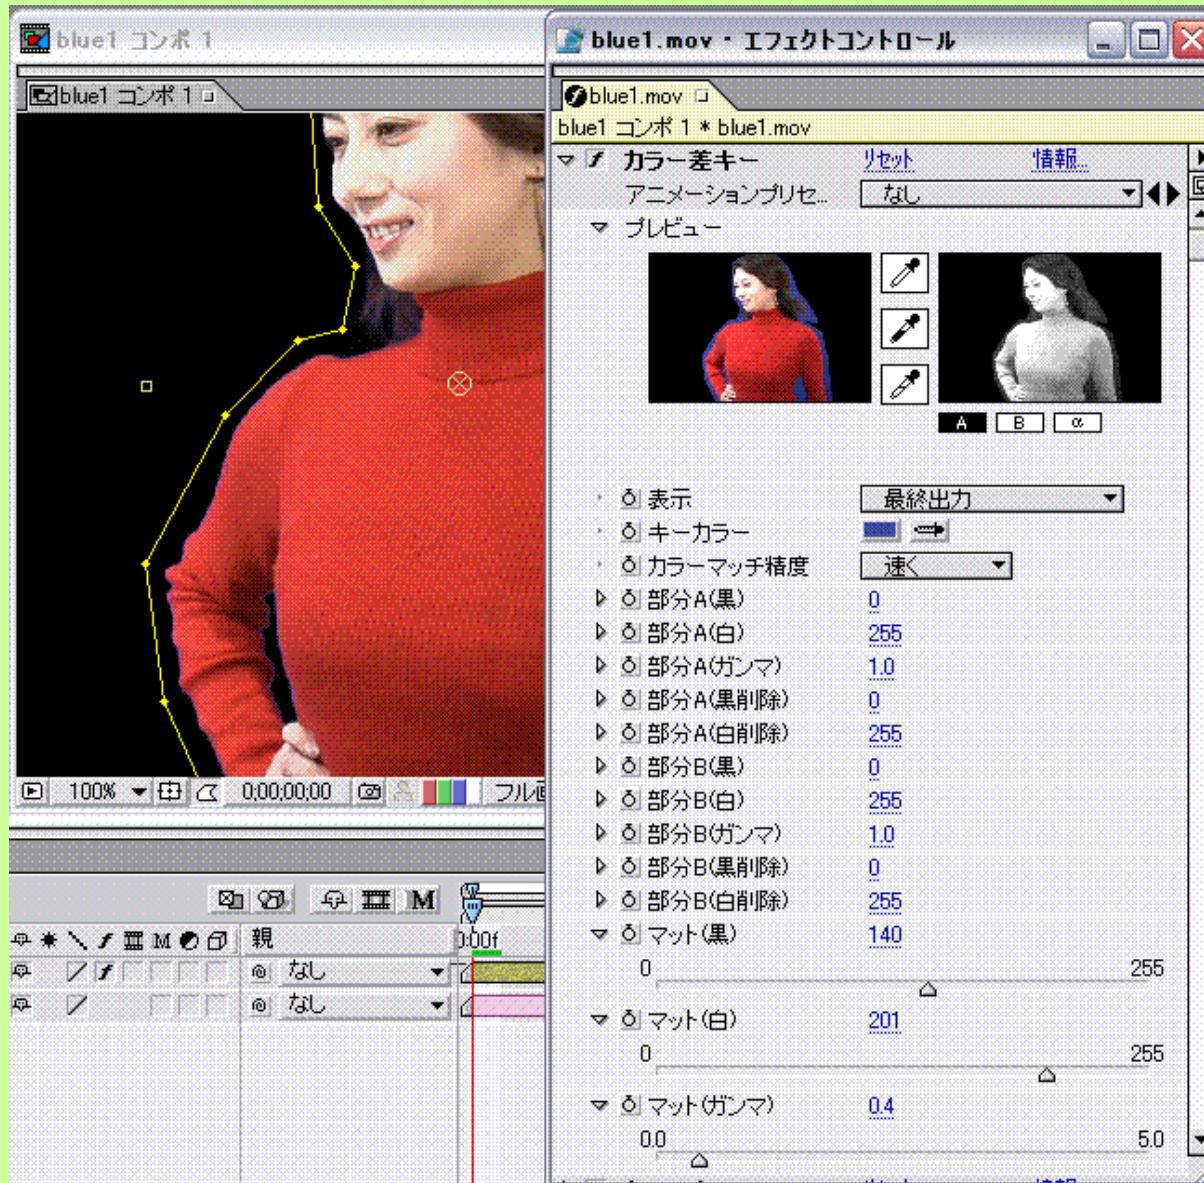 blue1 コンポ 1
blue1 コンポ 1
100%
0;00;00;00
親
0:00f
なし
なし
blue1.mov・エフェクトコントロール
blue1.mov
blue1 コンポ 1 * blue1.mov
カラー差キー リセット 情報...
アニメーションプリセ... なし
プレビュー
A B α
表示 最終出力
キーカラー
カラーマッチ精度 速く
部分A(黒) 0
部分A(白) 255
部分A(ガンマ) 1.0
部分A(黒削除) 0
部分A(白削除) 255
部分B(黒) 0
部分B(白) 255
部分B(ガンマ) 1.0
部分B(黒削除) 0
部分B(白削除) 255
マット(黒) 140
0 255
マット(白) 201
0 255
マット(ガンマ) 0.4
0.0 5.0